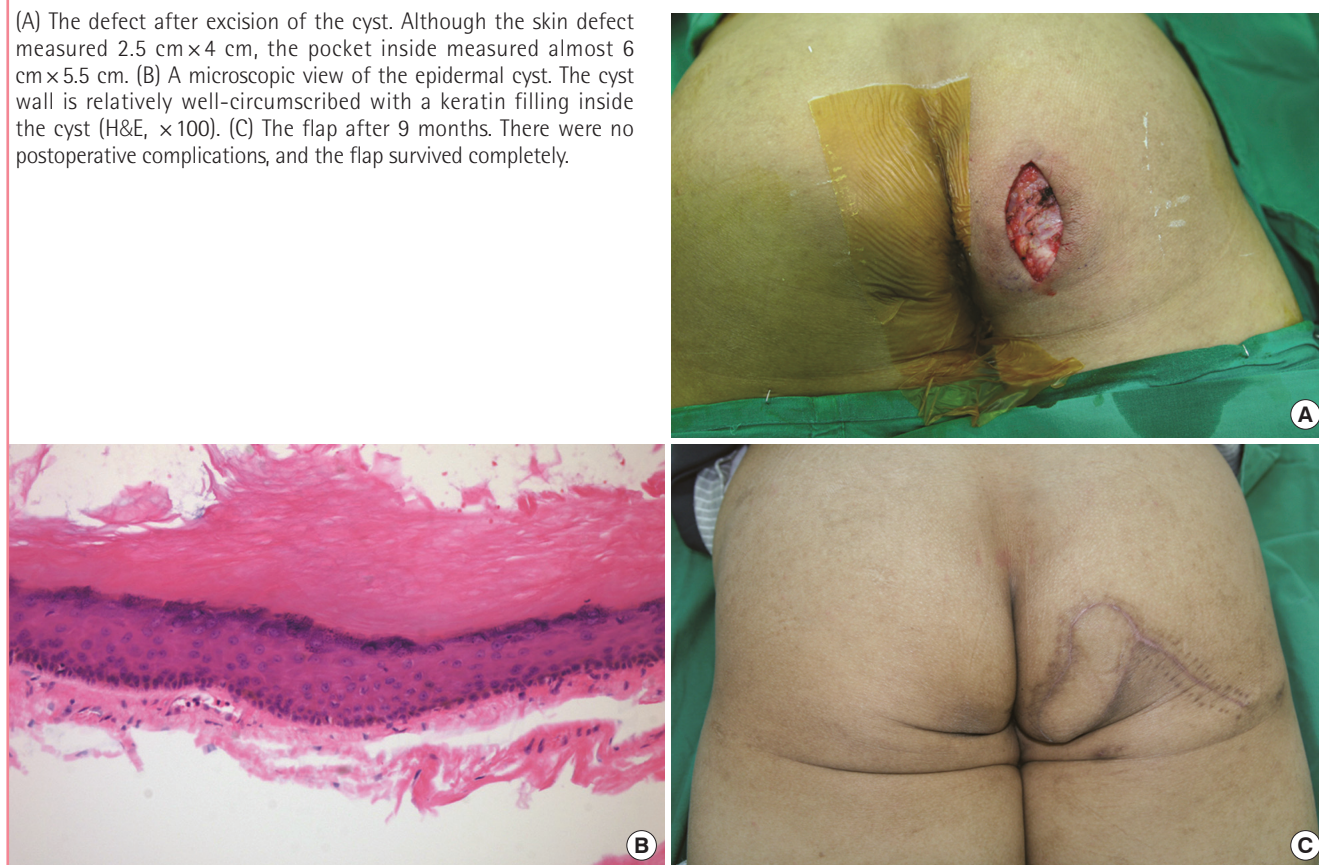 (A) The defect after excision of the cyst. Although the skin defect
measured 2.5 cm×4 cm, the pocket inside measured almost 6
cm×5.5 cm. (B) A microscopic view of the epidermal cyst. The cyst
wall is relatively well-circumscribed with a keratin filling inside
the cyst (H&E, ×100). (C) The flap after 9 months. There were no
postoperative complications, and the flap survived completely.
A
B
C